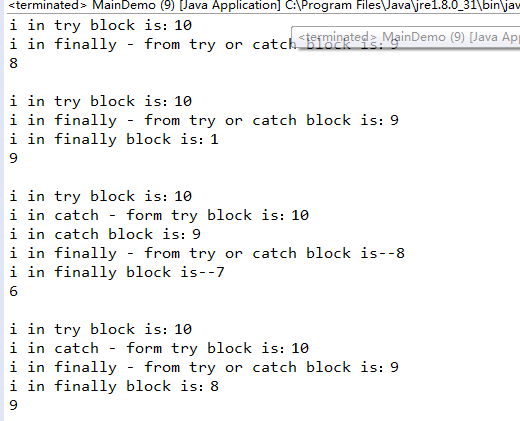 <terminated> MainDemo (9) [Java Application] C:\Program Files\Java\jre1.8.0_31\bin\jav
<terminated> MainDemo (9) [Java App
i in try block is：10
i in finally - from try or catch block is：9
8
i in try block is：10
i in finally - from try or catch block is：9
i in finally block is：1
9
i in try block is：10
i in catch - form try block is：10
i in catch block is：9
i in finally - from try or catch block is--8
i in finally block is--7
6
i in try block is：10
i in catch - form try block is：10
i in finally - from try or catch block is：9
i in finally block is：8
9